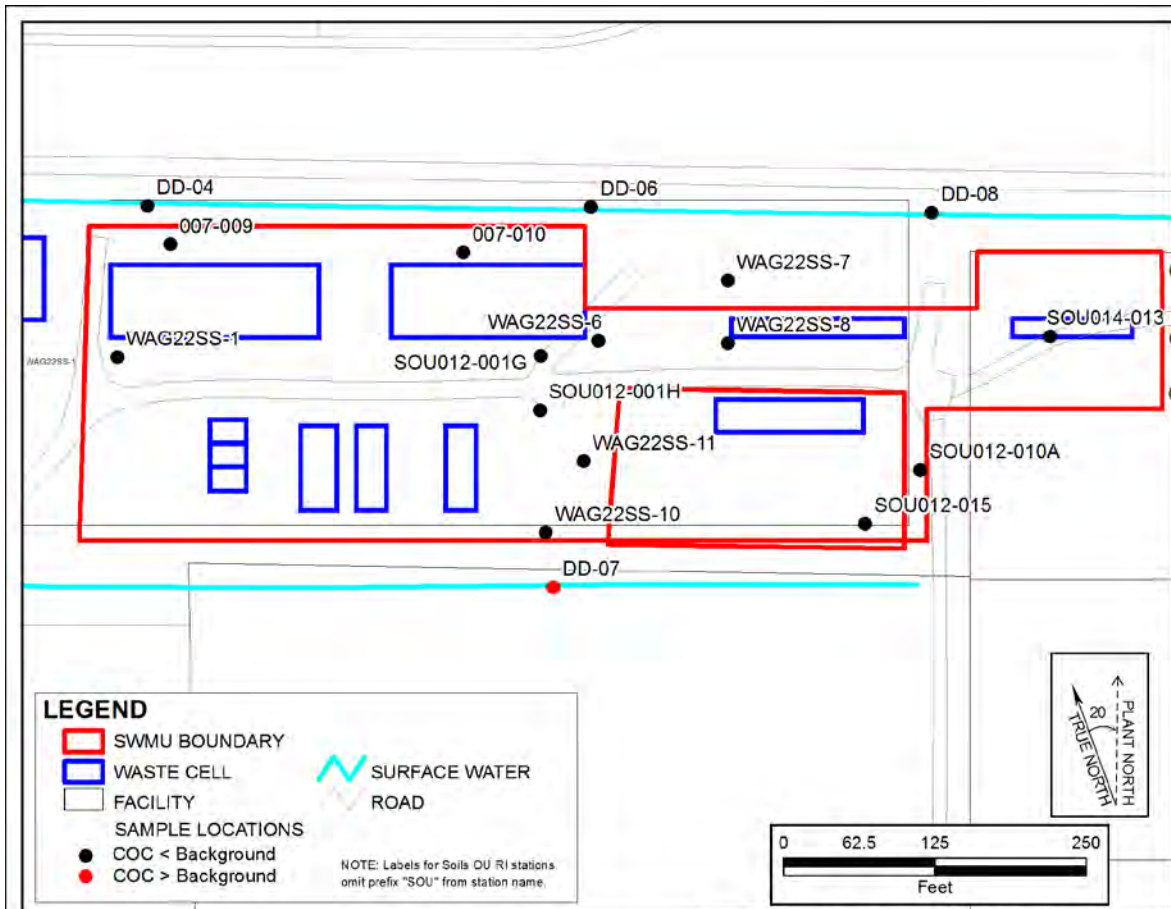 DD-04
DD-06
DD-08
007-009
007-010
WAG22SS-7
WAG22SS-6
WAG22SS-8
SOU014-013
WAG22SS-1
WAG22SS-1
SOU012-001G
SOU012-001H
WAG22SS-11
SOU012-010A
SOU012-015
WAG22SS-10
DD-07
LEGEND
SWMU BOUNDARY
WASTE CELL
SURFACE WATER
FACILITY
ROAD
SAMPLE LOCATIONS
COC < Background
COC > Background
NOTE: Labels for Soils OU RI stations
omit prefix "SOU" from station name.
20
PLANT NORTH
TRUE NORTH
0 62.5 125 250
Feet